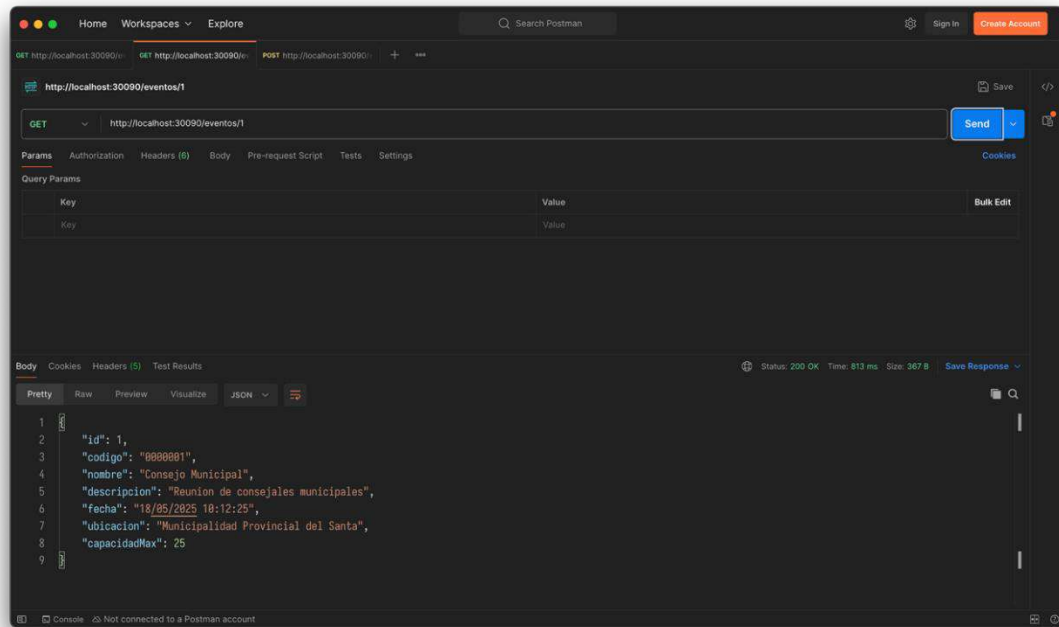 Home Workspaces Explore Search Postman Sign In Create Account
GET http://localhost:30090/e GET http://localhost:30090/e POST http://localhost:30090/
http://localhost:30090/eventos/1 Save
GET http://localhost:30090/eventos/1 Send
Params Authorization Headers (6) Body Pre-request Script Tests Settings Cookies
Query Params
Key Value Bulk Edit
Key Value
Body Cookies Headers (5) Test Results Status: 200 OK Time: 813 ms Size: 367 B Save Response
Pretty Raw Preview Visualize JSON
1 {
2 "id": 1,
3 "codigo": "0000001",
4 "nombre": "Consejo Municipal",
5 "descripcion": "Reunion de consejales municipales",
6 "fecha": "18/05/2025 10:12:25",
7 "ubicacion": "Municipalidad Provincial del Santa",
8 "capacidadMax": 25
9 }
Console Not connected to a Postman account